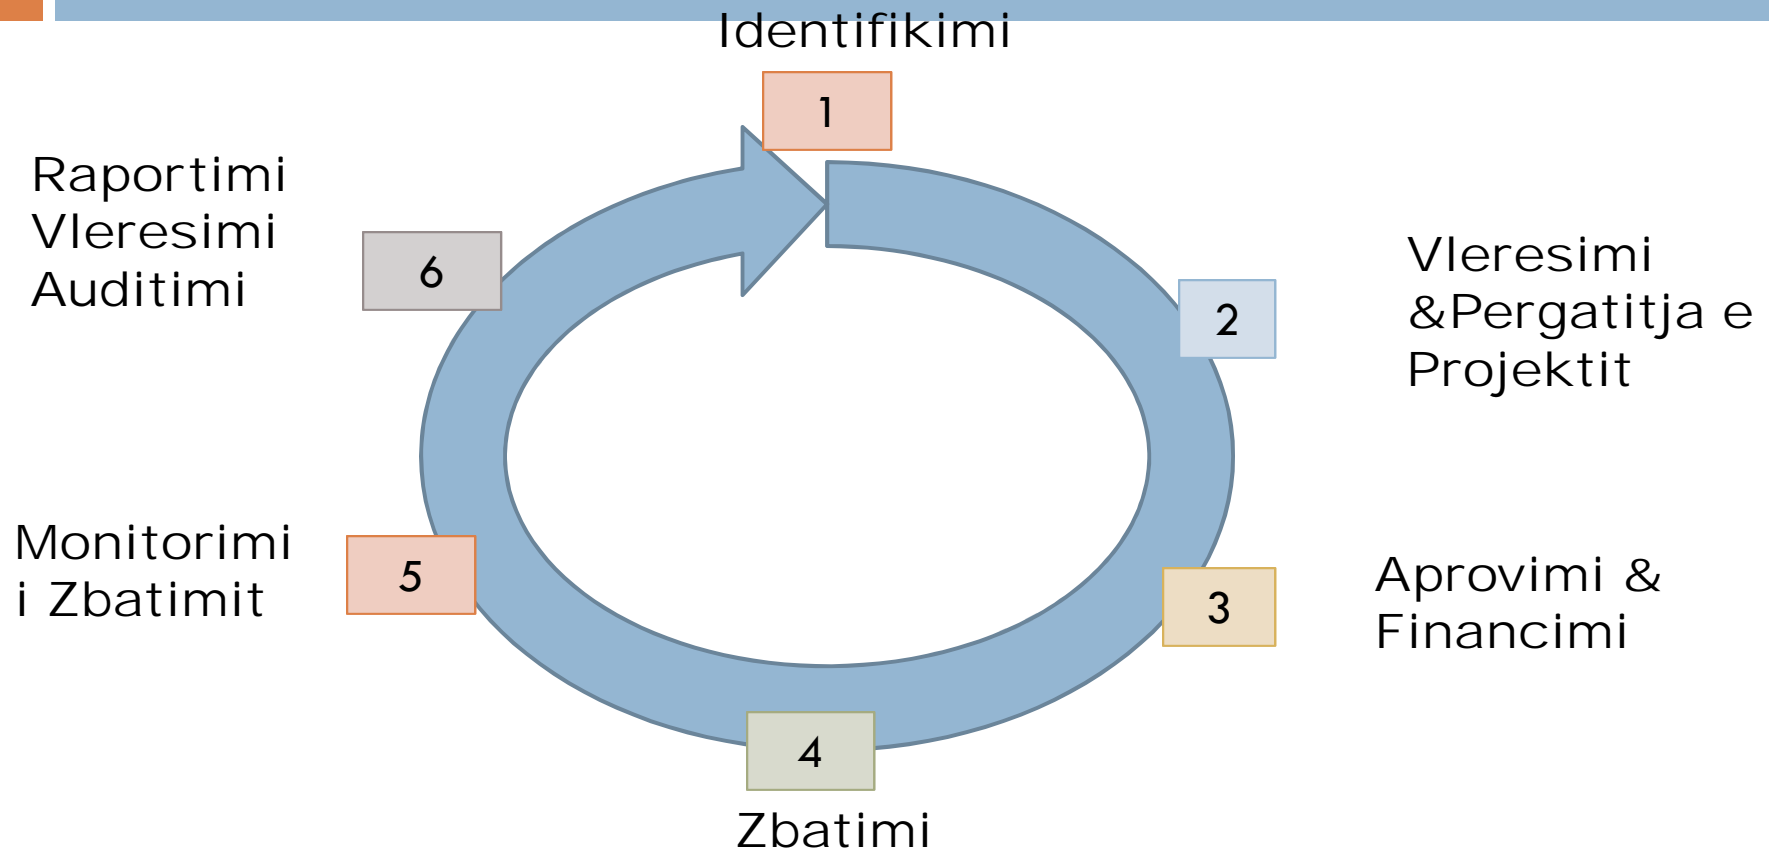 Identifikimi
1
Vleresimi
&Pergatitja e
Projektit
2
Aprovimi &
Financimi
3
4
Zbatimi
Monitorimi
i Zbatimit
5
Raportimi
Vleresimi
Auditimi
6